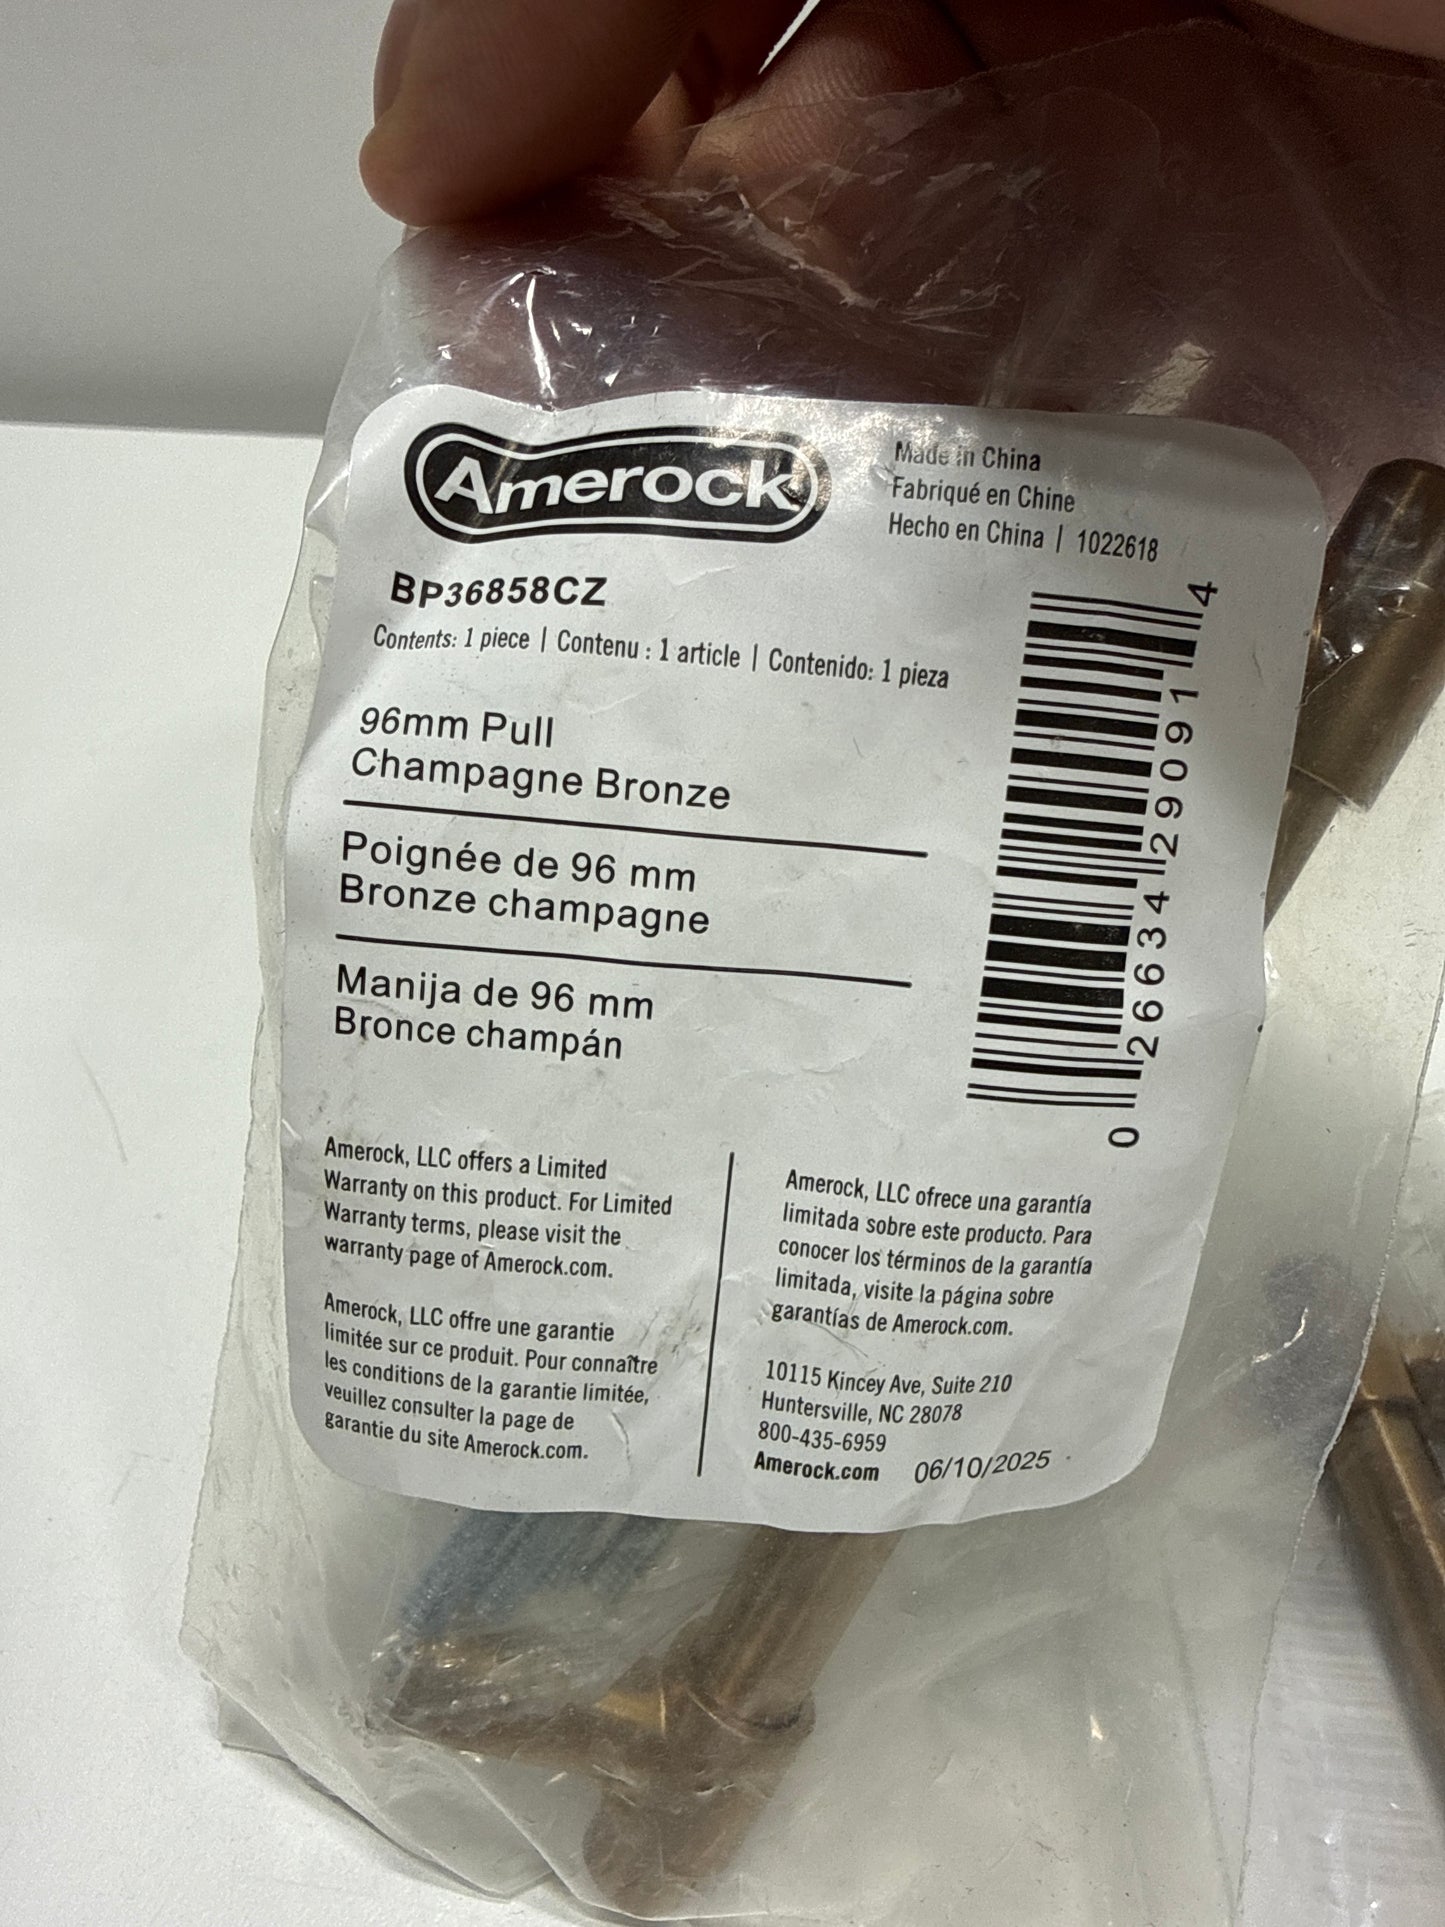 Amerock
Made in China
Fabriqué en Chine
Hecho en China | 1022618
BP36858CZ
Contents: 1 piece | Contenu : 1 article | Contenido: 1 pieza
96mm Pull
Champagne Bronze
Poignée de 96 mm
Bronze champagne
Manija de 96 mm
Bronce champán
0 26634 29091 4
Amerock, LLC offers a Limited
Warranty on this product. For Limited
Warranty terms, please visit the
warranty page of Amerock.com.
Amerock, LLC offre une garantie
limitée sur ce produit. Pour connaître
les conditions de la garantie limitée,
veuillez consulter la page de
garantie du site Amerock.com.
Amerock, LLC ofrece una garantía
limitada sobre este producto. Para
conocer los términos de la garantía
limitada, visite la página sobre
garantías de Amerock.com.
10115 Kincey Ave, Suite 210
Huntersville, NC 28078
800-435-6959
Amerock.com 06/10/2025